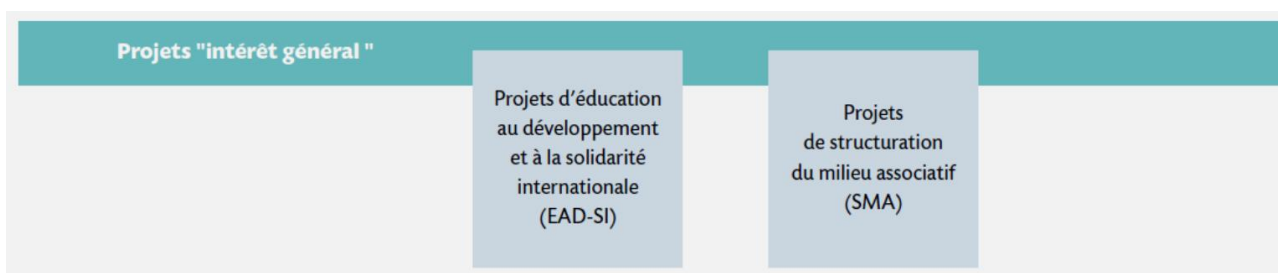 Projets "intérêt général "
Projets d'éducation
au développement
et à la solidarité
internationale
(EAD-SI)
Projets
de structuration
du milieu associatif
(SMA)